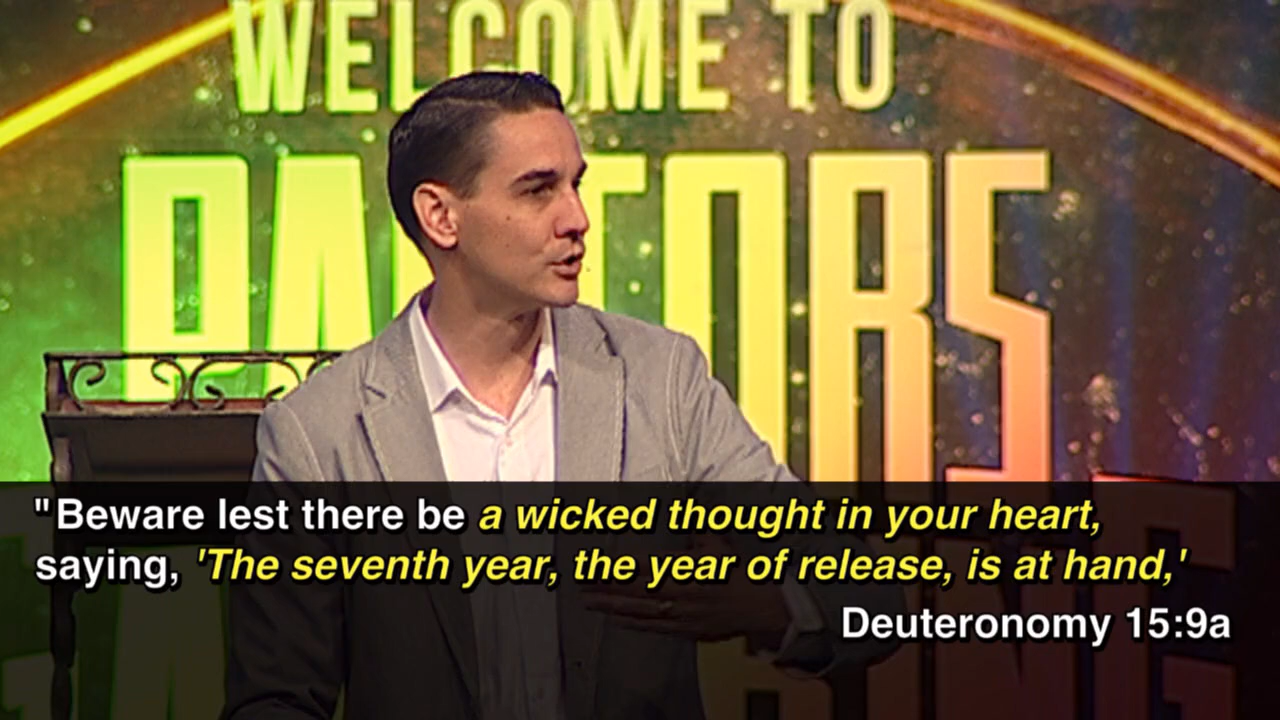 WELCOME TO
"Beware lest there be a wicked thought in your heart,
saying, 'The seventh year, the year of release, is at hand,'
Deuteronomy 15:9a